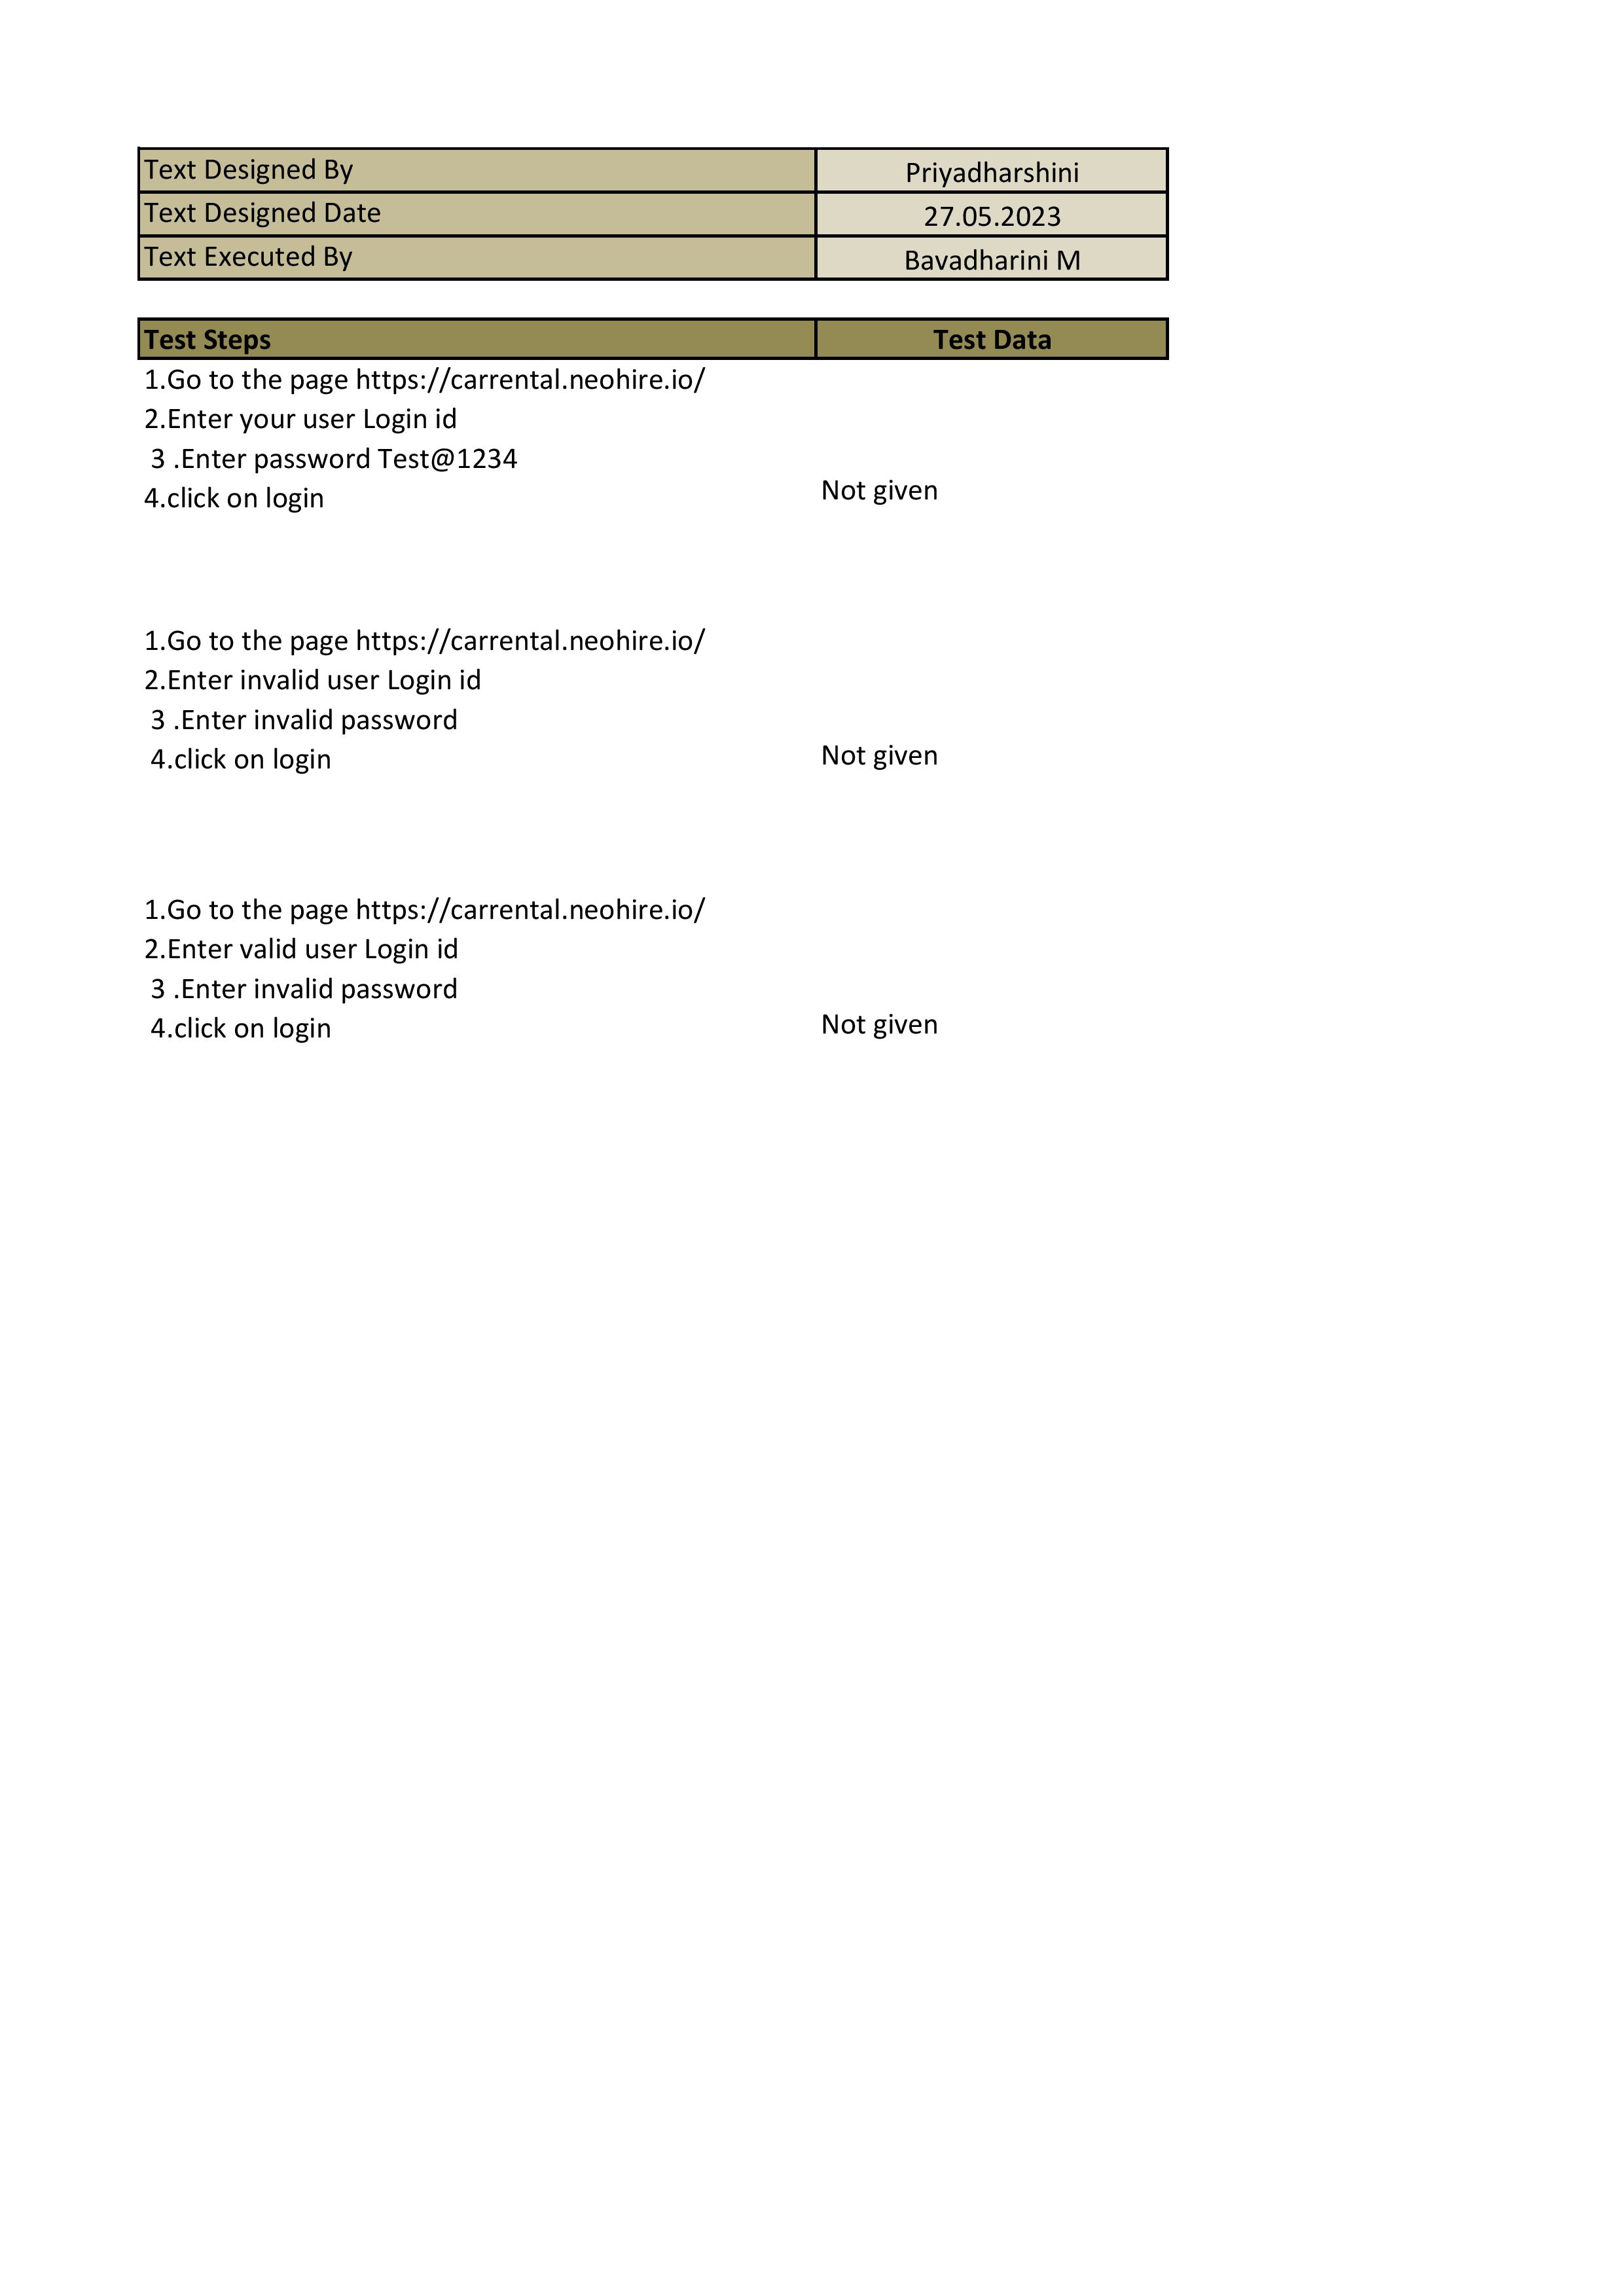 Text Designed By Priyadharshini
Text Designed Date 27.05.2023
Text Executed By Bavadharini M
Test Steps Test Data
1.Go to the page https://carrental.neohire.io/
2.Enter your user Login id
3 .Enter password Test@1234
4.click on login Not given
1.Go to the page https://carrental.neohire.io/
2.Enter invalid user Login id
3 .Enter invalid password
4.click on login Not given
1.Go to the page https://carrental.neohire.io/
2.Enter valid user Login id
3 .Enter invalid password
4.click on login Not given